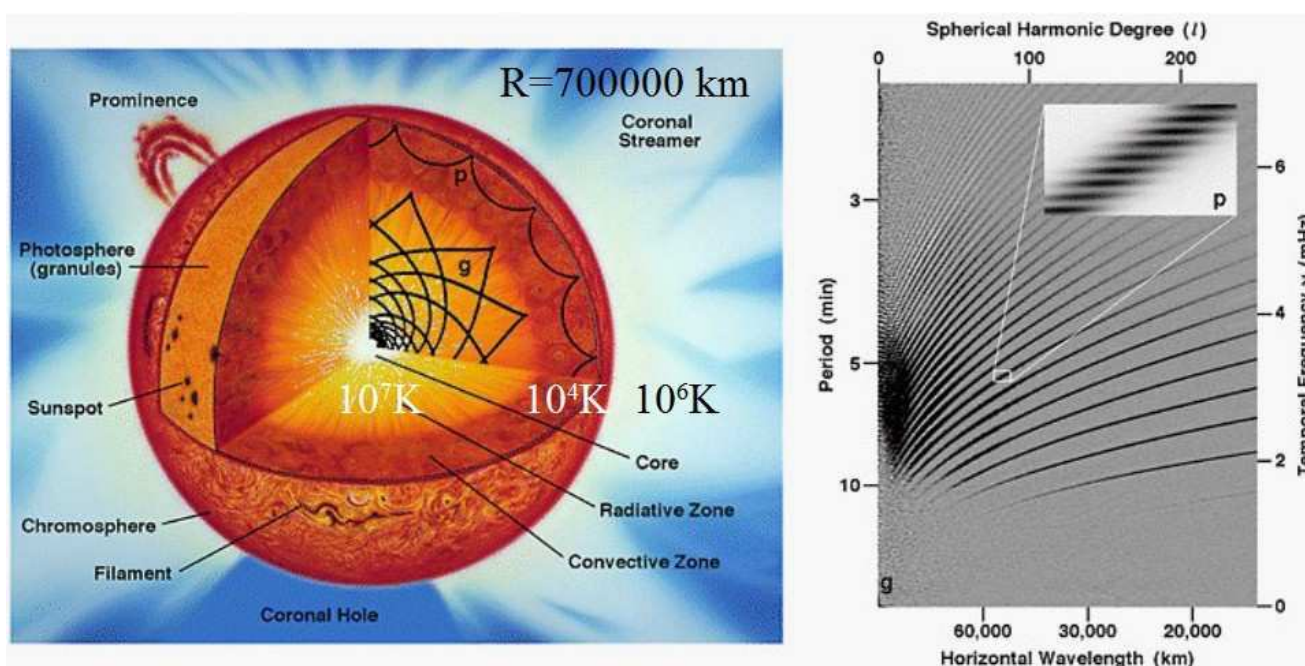 R=700000 km
Prominence
Coronal
Streamer
p
g
Photosphere
(granules)
Sunspot
10⁷K
10⁴K
10⁶K
Core
Radiative Zone
Convective Zone
Chromosphere
Filament
Coronal Hole
Spherical Harmonic Degree (l)
0
100
200
p
Period (min)
3
5
10
6
4
2
0
g
60,000
30,000
20,000
Horizontal Wavelength (km)